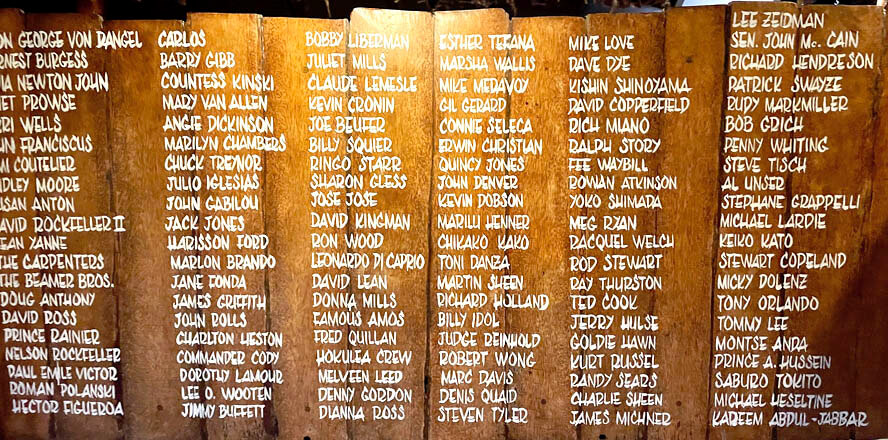 GEORGE VON DANGEL
BURGESS
NEWTON JOHN
PROWSE
WELLS
FRANCISCUS
COUTELIER
MOORE
ANTON
ROCKFELLER II
YANNE
THE CARPENTERS
THE BEAMER BROS.
DOUG ANTHONY
DAVID ROSS
PRINCE RAINIER
NELSON ROCKFELLER
PAUL EMILE VICTOR
ROMAN POLANSKI
HECTOR FIGUEROA
CARLOS
BARRY GIBB
COUNTESS KINSKI
MARY VAN ALLEN
ANGIE DICKINSON
MARILYN CHAMBERS
CHUCK TREYNOR
JULIO IGLESIAS
JOHN GABILOU
JACK JONES
HARISSON FORD
MARLON BRANDO
JANE FONDA
JAMES GRIFFITH
JOHN ROLLS
CHARLTON HESTON
COMMANDER CODY
DOROTHY LAMOUR
LEE O. WOOTEN
JIMMY BUFFETT
BOBBY LIBERMAN
JULIET MILLS
CLAUDE LEMESLE
KEVIN CRONIN
JOE BEUFER
BILLY SQUIER
RINGO STARR
SHARON GLESS
JOSE JOSE
DAVID KINGMAN
RON WOOD
LEONARDO DI CAPRIO
DAVID LEAN
DONNA MILLS
FAMOUS AMOS
FRED QUILLAN
HOKULEA CREW
MELVEEN LEED
DENNY GORDON
DIANNA ROSS
ESTHER TEFANA
MARSHA WALLIS
MIKE MEDAVOY
GIL GERARD
CONNIE SELECA
ERWIN CHRISTIAN
QUINCY JONES
JOHN DENVER
KEVIN DOBSON
MARILU HENNER
CHIKAKO KAKO
TONI DANZA
MARTIN SHEEN
RICHARD HOLLAND
BILLY IDOL
JUDGE REINHOLD
ROBERT WONG
MARC DAVIS
DENIS QUAID
STEVEN TYLER
MIKE LOVE
DAVE DYE
KISHIN SHINOYAMA
DAVID COPPERFIELD
RICH MIANO
RALPH STORY
FEE WAYBILL
ROWAN ATKINSON
YOKO SHIMADA
MEG RYAN
RACQUEL WELCH
ROD STEWART
RAY THURSTON
TED COOK
JERRY HULSE
GOLDIE HAWN
KURT RUSSEL
RANDY SEARS
CHARLIE SHEEN
JAMES MICHNER
LEE ZEIDMAN
SEN. JOHN Mc. CAIN
RICHARD HENDRESON
PATRICK SWAYZE
RUDY MARKMILLER
BOB GRICH
PENNY WHITING
STEVE TISCH
AL UNSER
STEPHANE GRAPPELLI
MICHAEL LARDIE
KEIKO KATO
STEWART COPELAND
MICKY DOLENZ
TONY ORLANDO
TOMMY LEE
MONTSE ANDA
PRINCE A. HUSSEIN
SABURO TOKITO
MICHAEL HESELTINE
KAREEM ABDUL-JABBAR